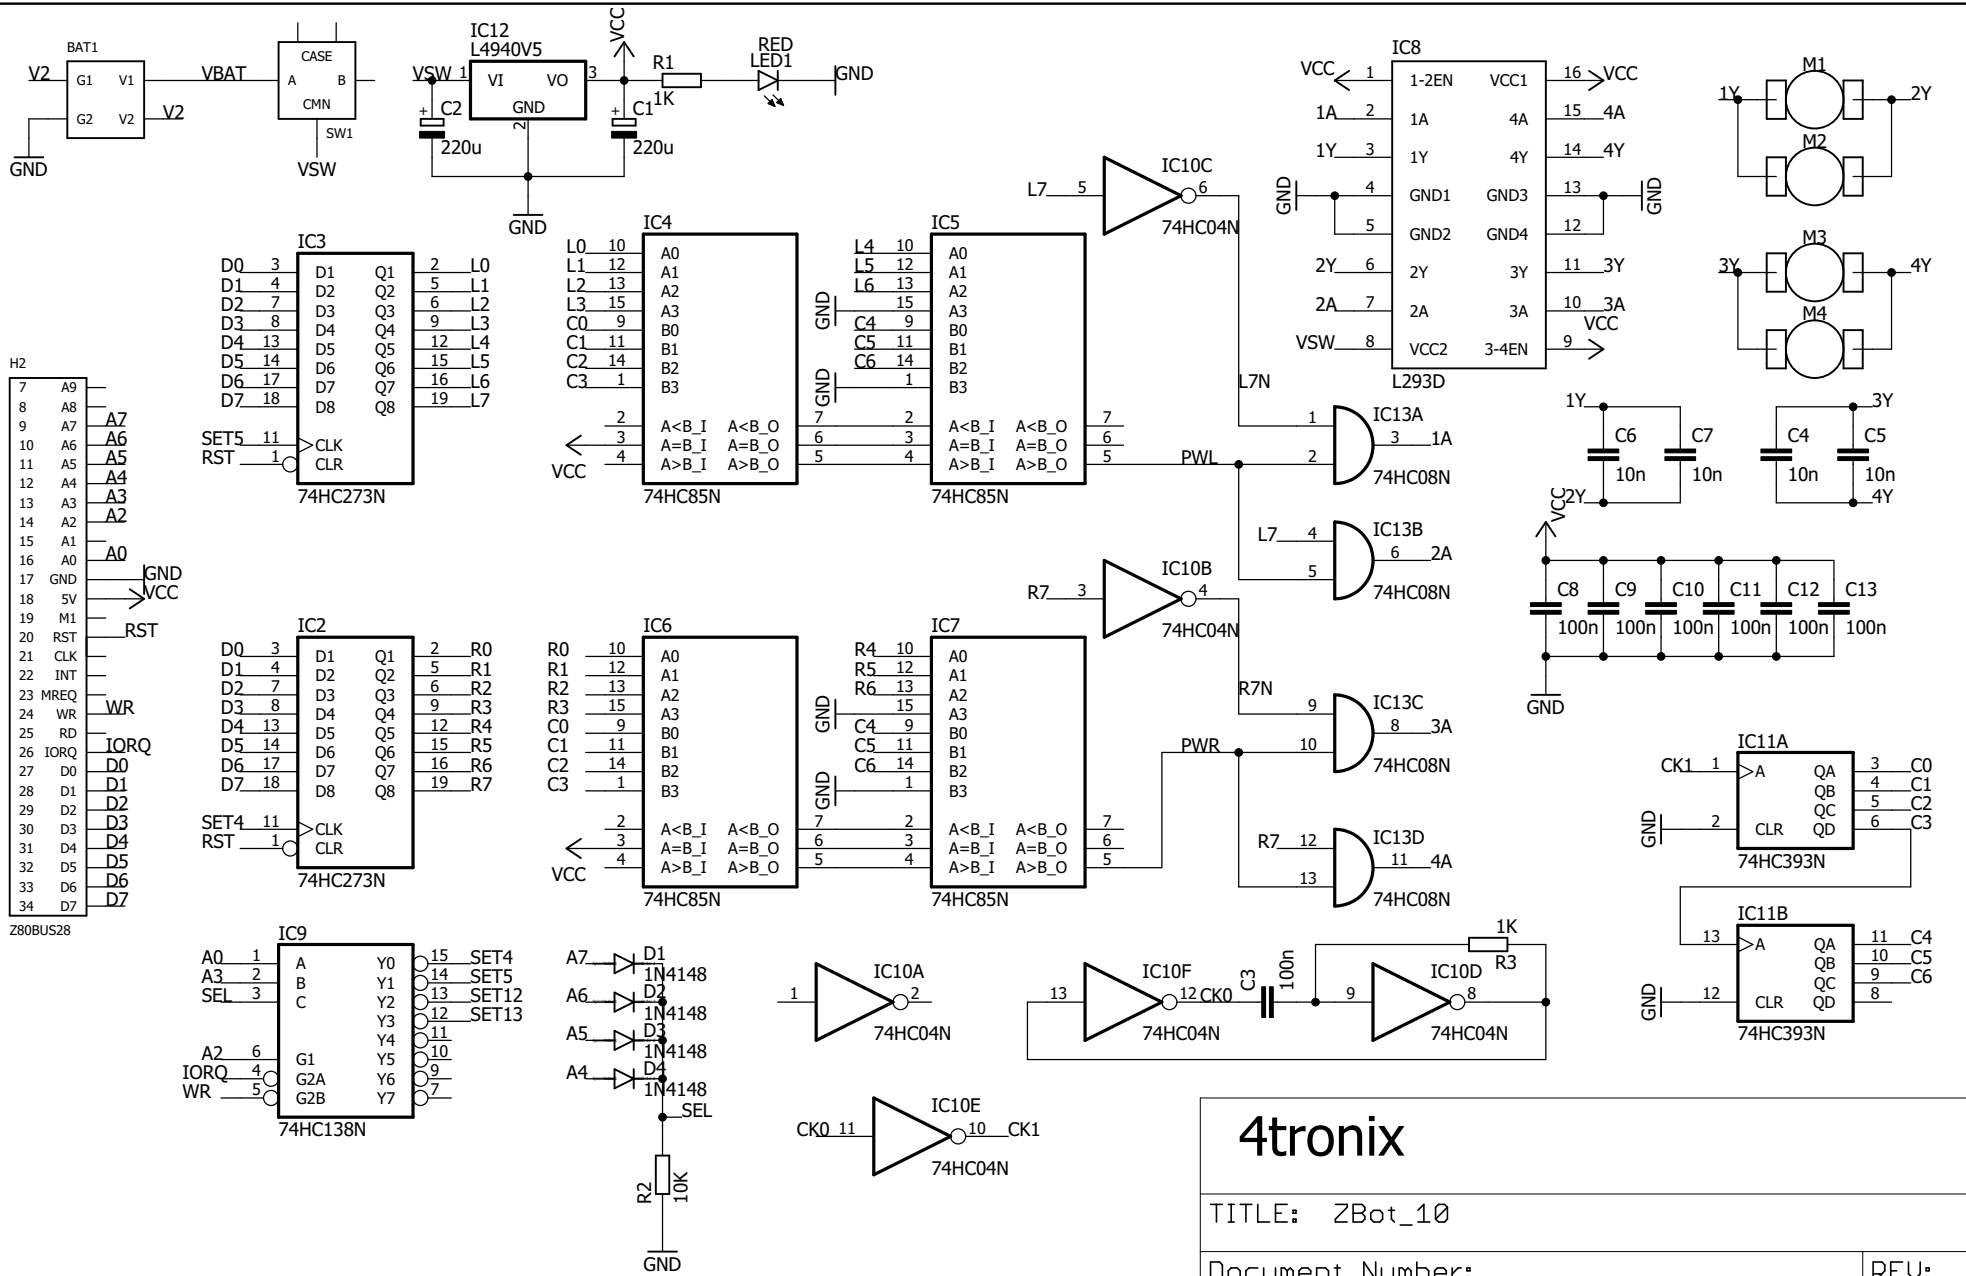 BAT1
V2
G1
V1
VBAT
G2
V2
V2
GND
CASE
A
B
CMN
SW1
VSW
IC12
L4940V5
VSW
1
VI
VO
3
GND
2
VCC
R1
1K
RED
LED1
GND
+
C2
220u
+
C1
220u
GND
IC8
VCC 1 1-2EN VCC1 16 VCC
1A 2 1A 4A 15 4A
1Y 3 1Y 4Y 14 4Y
GND 4 GND1 GND3 13 GND
5 GND2 GND4 12
2Y 6 2Y 3Y 11 3Y
2A 7 2A 3A 10 3A
VCC
VSW 8 VCC2 3-4EN 9
L293D
M1
1Y
2Y
M2
M3
3Y
4Y
M4
IC10C
L7 5
6
74HC04N
L7N
IC3
D0 3 D1 Q1 2 L0
D1 4 D2 Q2 5 L1
D2 7 D3 Q3 6 L2
D3 8 D4 Q4 9 L3
D4 13 D5 Q5 12 L4
D5 14 D6 Q6 15 L5
D6 17 D7 Q7 16 L6
D7 18 D8 Q8 19 L7
SET5 11 CLK
RST 1 CLR
74HC273N
IC4
L0 10 A0
L1 12 A1
L2 13 A2
L3 15 A3
C0 9 B0
C1 11 B1
C2 14 B2
C3 1 B3
2 A<B_I A<B_O 7
3 A=B_I A=B_O 6
4 A>B_I A>B_O 5
VCC
74HC85N
IC5
L4 10 A0
L5 12 A1
L6 13 A2
GND 15 A3
C4 9 B0
C5 11 B1
C6 14 B2
GND 1 B3
2 A<B_I A<B_O 7
3 A=B_I A=B_O 6
4 A>B_I A>B_O 5
74HC85N
PWL
IC13A
1
2
3 1A
74HC08N
IC13B
L7 4
5
6 2A
74HC08N
1Y
C6
10n
C7
10n
2Y
3Y
C4
10n
C5
10n
4Y
VCC
C8
100n
C9
100n
C10
100n
C11
100n
C12
100n
C13
100n
GND
H2
7 A9
8 A8
9 A7 A7
10 A6 A6
11 A5 A5
12 A4 A4
13 A3 A3
14 A2 A2
15 A1
16 A0 A0
17 GND GND
18 5V VCC
19 M1
20 RST RST
21 CLK
22 INT
23 MREQ
24 WR WR
25 RD
26 IORQ IORQ
27 D0 D0
28 D1 D1
29 D2 D2
30 D3 D3
31 D4 D4
32 D5 D5
33 D6 D6
34 D7 D7
Z80BUS28
IC2
D0 3 D1 Q1 2 R0
D1 4 D2 Q2 5 R1
D2 7 D3 Q3 6 R2
D3 8 D4 Q4 9 R3
D4 13 D5 Q5 12 R4
D5 14 D6 Q6 15 R5
D6 17 D7 Q7 16 R6
D7 18 D8 Q8 19 R7
SET4 11 CLK
RST 1 CLR
74HC273N
IC6
R0 10 A0
R1 12 A1
R2 13 A2
R3 15 A3
C0 9 B0
C1 11 B1
C2 14 B2
C3 1 B3
2 A<B_I A<B_O 7
3 A=B_I A=B_O 6
4 A>B_I A>B_O 5
VCC
74HC85N
IC7
R4 10 A0
R5 12 A1
R6 13 A2
GND 15 A3
C4 9 B0
C5 11 B1
C6 14 B2
GND 1 B3
2 A<B_I A<B_O 7
3 A=B_I A=B_O 6
4 A>B_I A>B_O 5
74HC85N
IC10B
R7 3
4
74HC04N
R7N
PWR
IC13C
9
10
8 3A
74HC08N
IC13D
R7 12
13
11 4A
74HC08N
IC11A
CK1 1 A QA 3 C0
QB 4 C1
QC 5 C2
GND 2 CLR QD 6 C3
74HC393N
IC11B
13 A QA 11 C4
QB 10 C5
QC 9 C6
GND 12 CLR QD 8
74HC393N
IC9
A0 1 A Y0 15 SET4
A3 2 B Y1 14 SET5
SEL 3 C Y2 13 SET12
Y3 12 SET13
Y4 11
A2 6 G1 Y5 10
IORQ 4 G2A Y6 9
WR 5 G2B Y7 7
74HC138N
A7
D1
1N4148
A6
D2
1N4148
A5
D3
1N4148
A4
D4
1N4148
SEL
R2
10K
GND
IC10A
1
2
74HC04N
IC10E
CK0 11
10 CK1
74HC04N
IC10F
13
12 CK0
74HC04N
C3
100n
IC10D
9
8
74HC04N
1K
R3
4tronix
TITLE: ZBot_10
Document Number:
REV: